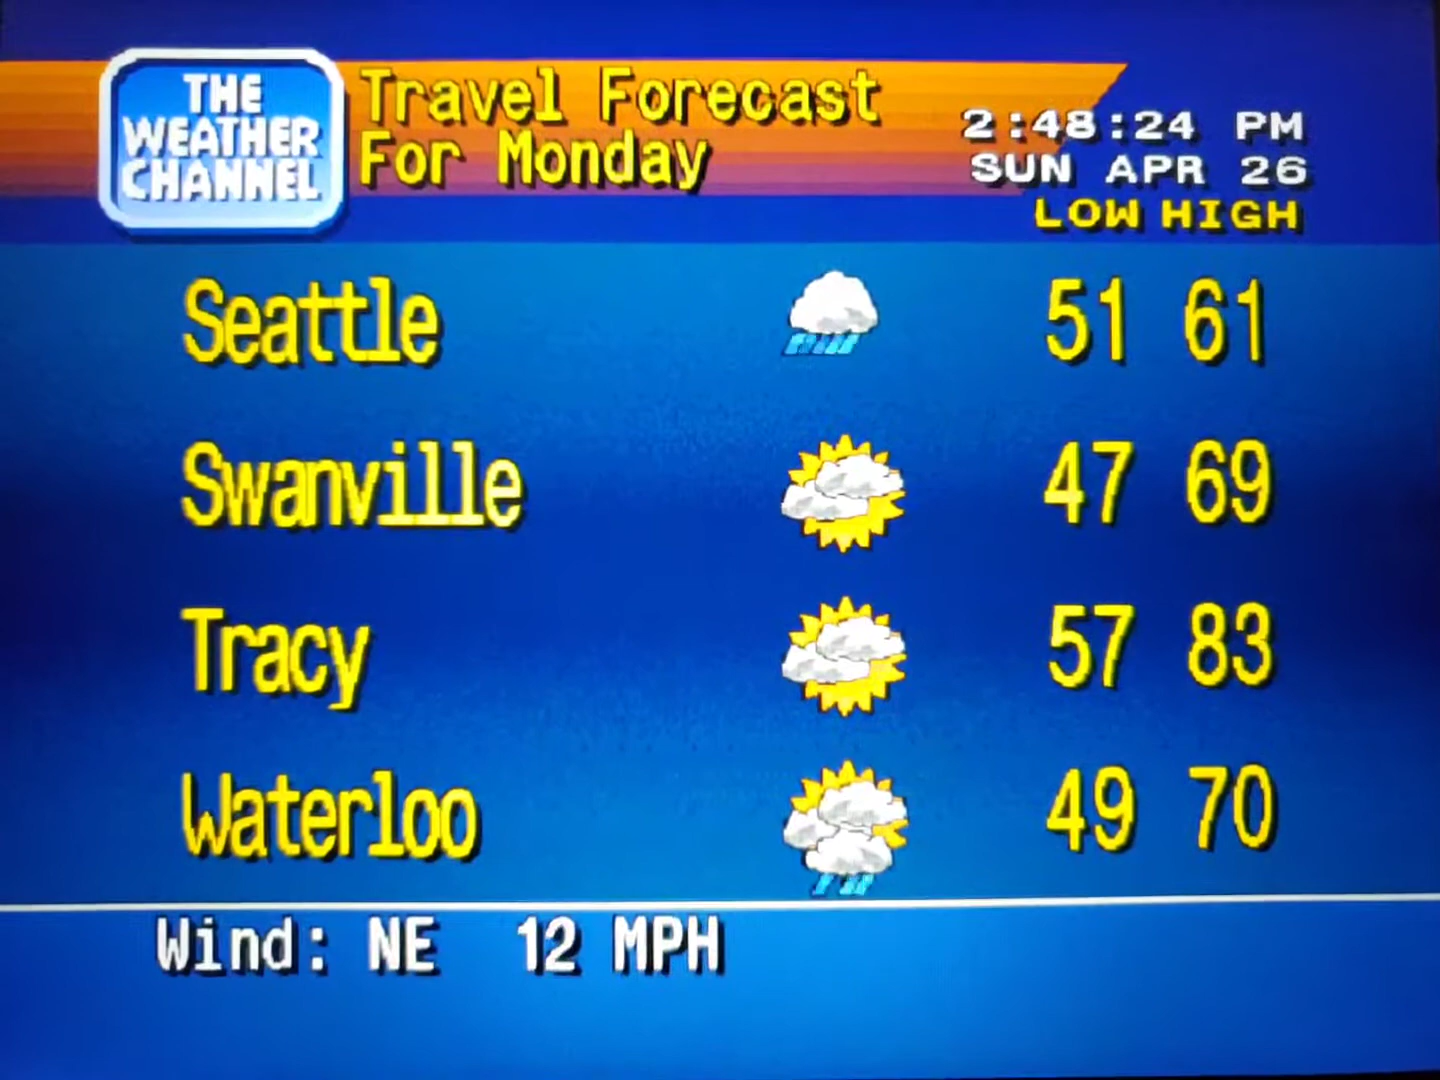 THE
WEATHER
CHANNEL
Travel Forecast
For Monday
2:48:24 PM
SUN APR 26
LOW HIGH
Seattle 51 61
Swanville 47 69
Tracy 57 83
Waterloo 49 70
Wind: NE 12 MPH